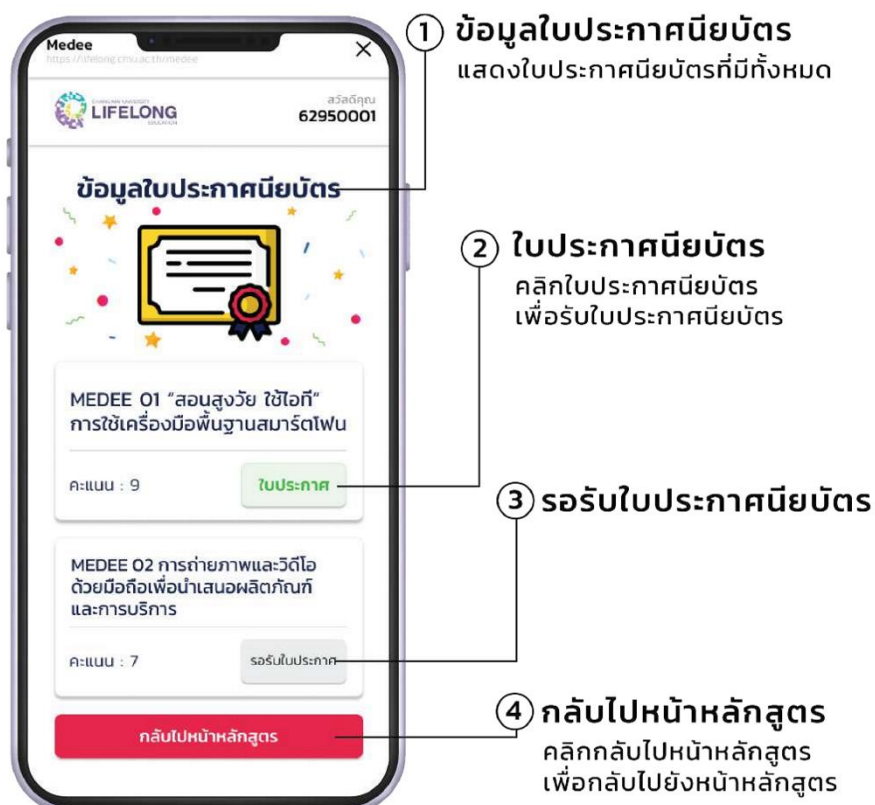 Medee
https://lifelong.cmu.ac.th/medee
CHIANG MAI UNIVERSITY
LIFELONG
EDUCATION
สวัสดีคุณ
62950001
ข้อมูลใบประกาศนียบัตร
MEDEE 01 “สอนสูงวัย ใช้ไอที”
การใช้เครื่องมือพื้นฐานสมาร์ตโฟน
คะแนน : 9
ใบประกาศ
MEDEE 02 การถ่ายภาพและวิดีโอ
ด้วยมือถือเพื่อนำเสนอผลิตภัณฑ์
และการบริการ
คะแนน : 7
รอรับใบประกาศ
กลับไปหน้าหลักสูตร
1 ข้อมูลใบประกาศนียบัตร
แสดงใบประกาศนียบัตรที่มีทั้งหมด
2 ใบประกาศนียบัตร
คลิกใบประกาศนียบัตร
เพื่อรับใบประกาศนียบัตร
3 รอรับใบประกาศนียบัตร
4 กลับไปหน้าหลักสูตร
คลิกกลับไปหน้าหลักสูตร
เพื่อกลับไปยังหน้าหลักสูตร